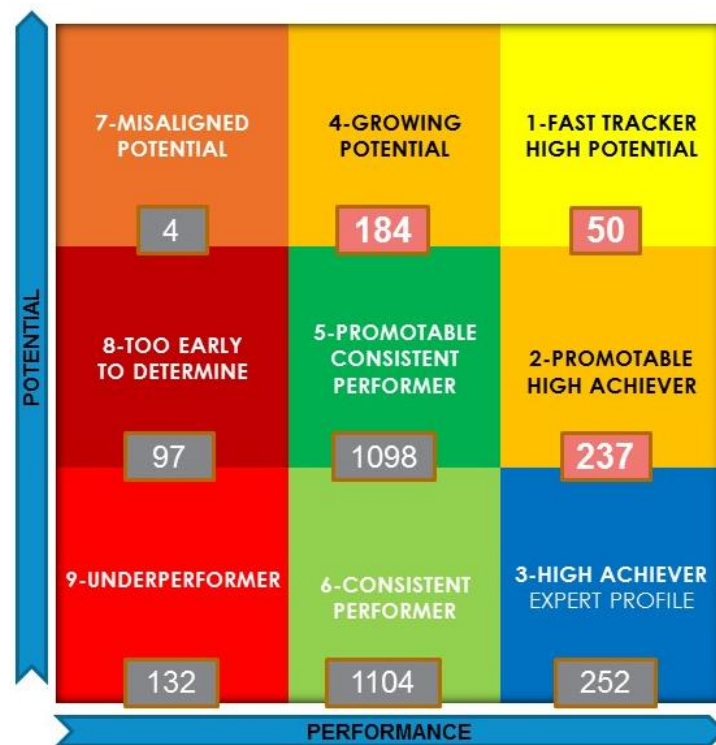 7-MISALIGNED
POTENTIAL
4
4-GROWING
POTENTIAL
184
1-FAST TRACKER
HIGH POTENTIAL
50
8-TOO EARLY
TO DETERMINE
97
5-PROMOTABLE
CONSISTENT
PERFORMER
1098
2-PROMOTABLE
HIGH ACHIEVER
237
9-UNDERPERFORMER
132
6-CONSISTENT
PERFORMER
1104
3-HIGH ACHIEVER
EXPERT PROFILE
252
POTENTIAL
PERFORMANCE